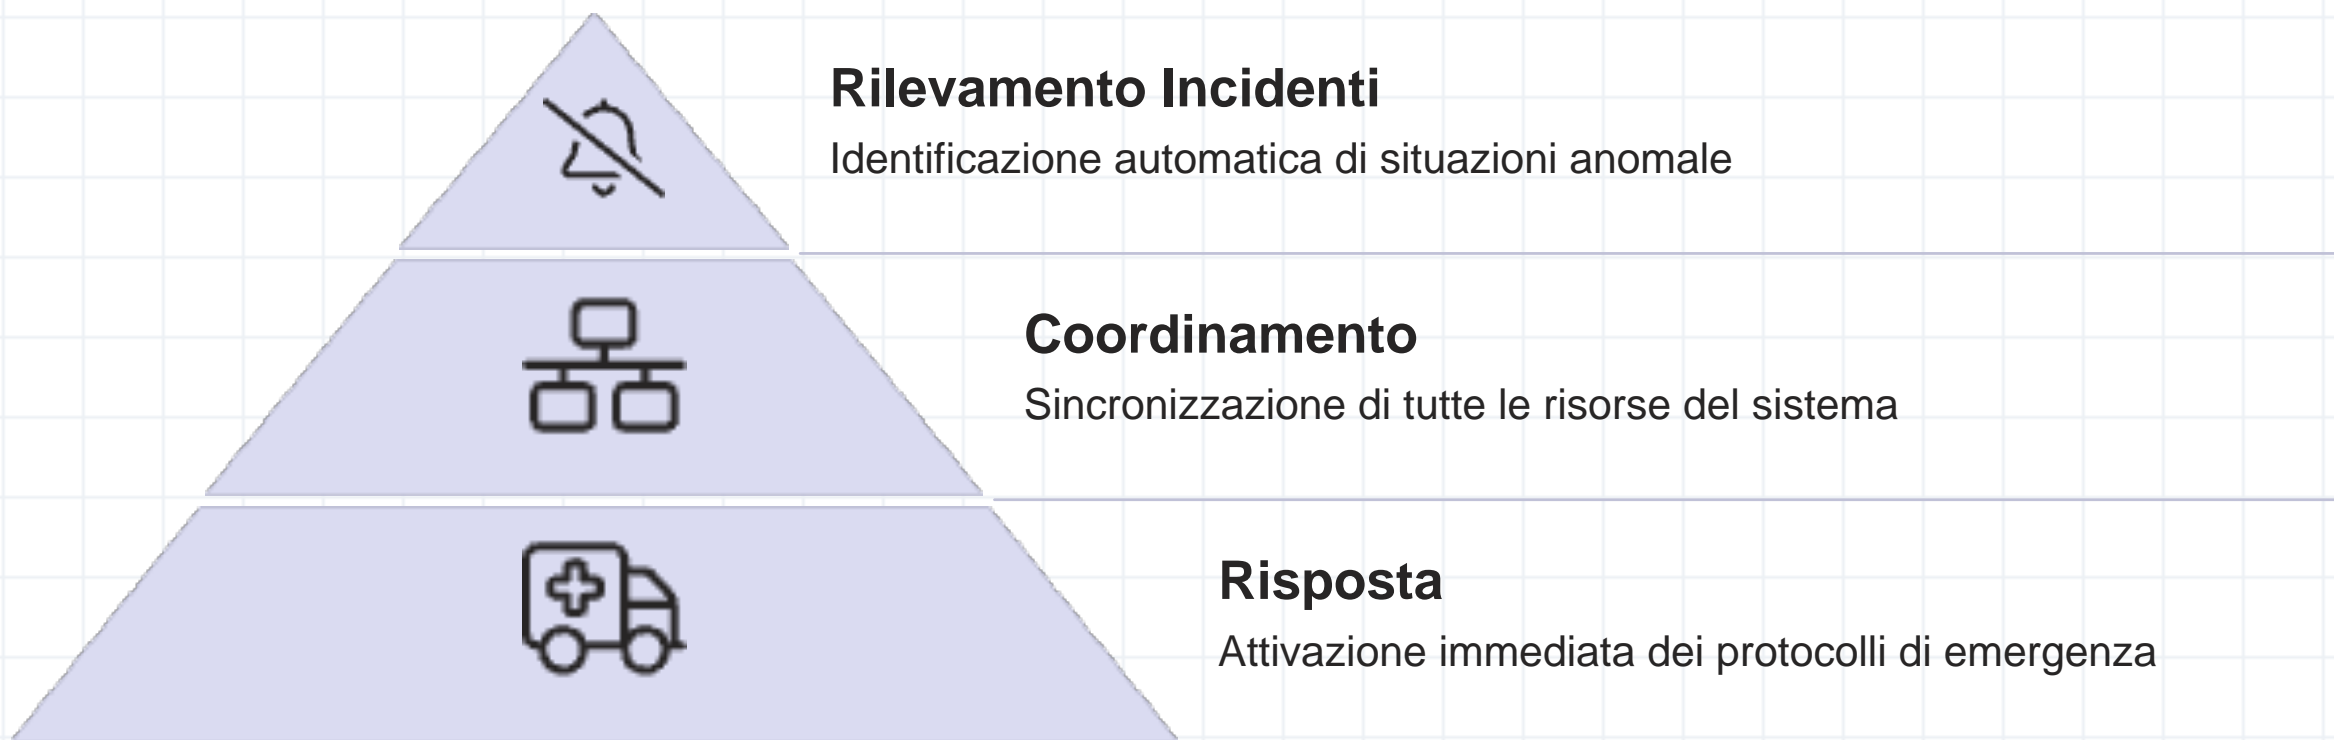 Rilevamento Incidenti
Identificazione automatica di situazioni anomale
Coordinamento
Sincronizzazione di tutte le risorse del sistema
Risposta
Attivazione immediata dei protocolli di emergenza